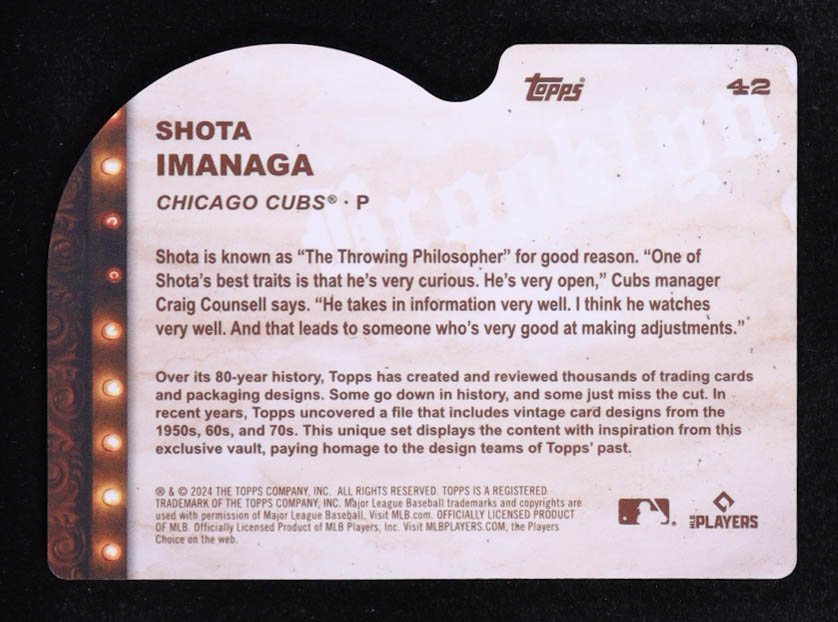 Topps®
42
SHOTA
IMANAGA
CHICAGO CUBS® · P
Brooklyn
Shota is known as “The Throwing Philosopher” for good reason. “One of
Shota’s best traits is that he’s very curious. He’s very open,” Cubs manager
Craig Counsell says. “He takes in information very well. I think he watches
very well. And that leads to someone who’s very good at making adjustments.”
Over its 80-year history, Topps has created and reviewed thousands of trading cards
and packaging designs. Some go down in history, and some just miss the cut. In
recent years, Topps uncovered a file that includes vintage card designs from the
1950s, 60s, and 70s. This unique set displays the content with inspiration from this
exclusive vault, paying homage to the design teams of Topps’ past.
® & © 2024 THE TOPPS COMPANY, INC. ALL RIGHTS RESERVED. TOPPS IS A REGISTERED
TRADEMARK OF THE TOPPS COMPANY, INC. Major League Baseball trademarks and copyrights are
used with permission of Major League Baseball. Visit MLB.com. OFFICIALLY LICENSED PRODUCT
OF MLB. Officially Licensed Product of MLB Players, Inc. Visit MLBPLAYERS.COM, the Players
Choice on the web.
MLB PLAYERS